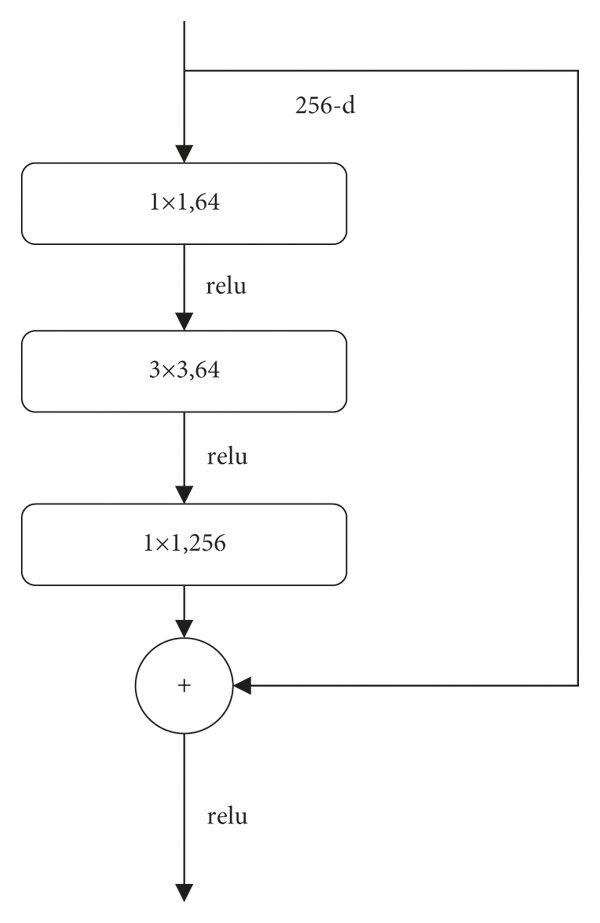 256-d
1×1,64
relu
3×3,64
relu
1×1,256
+
relu